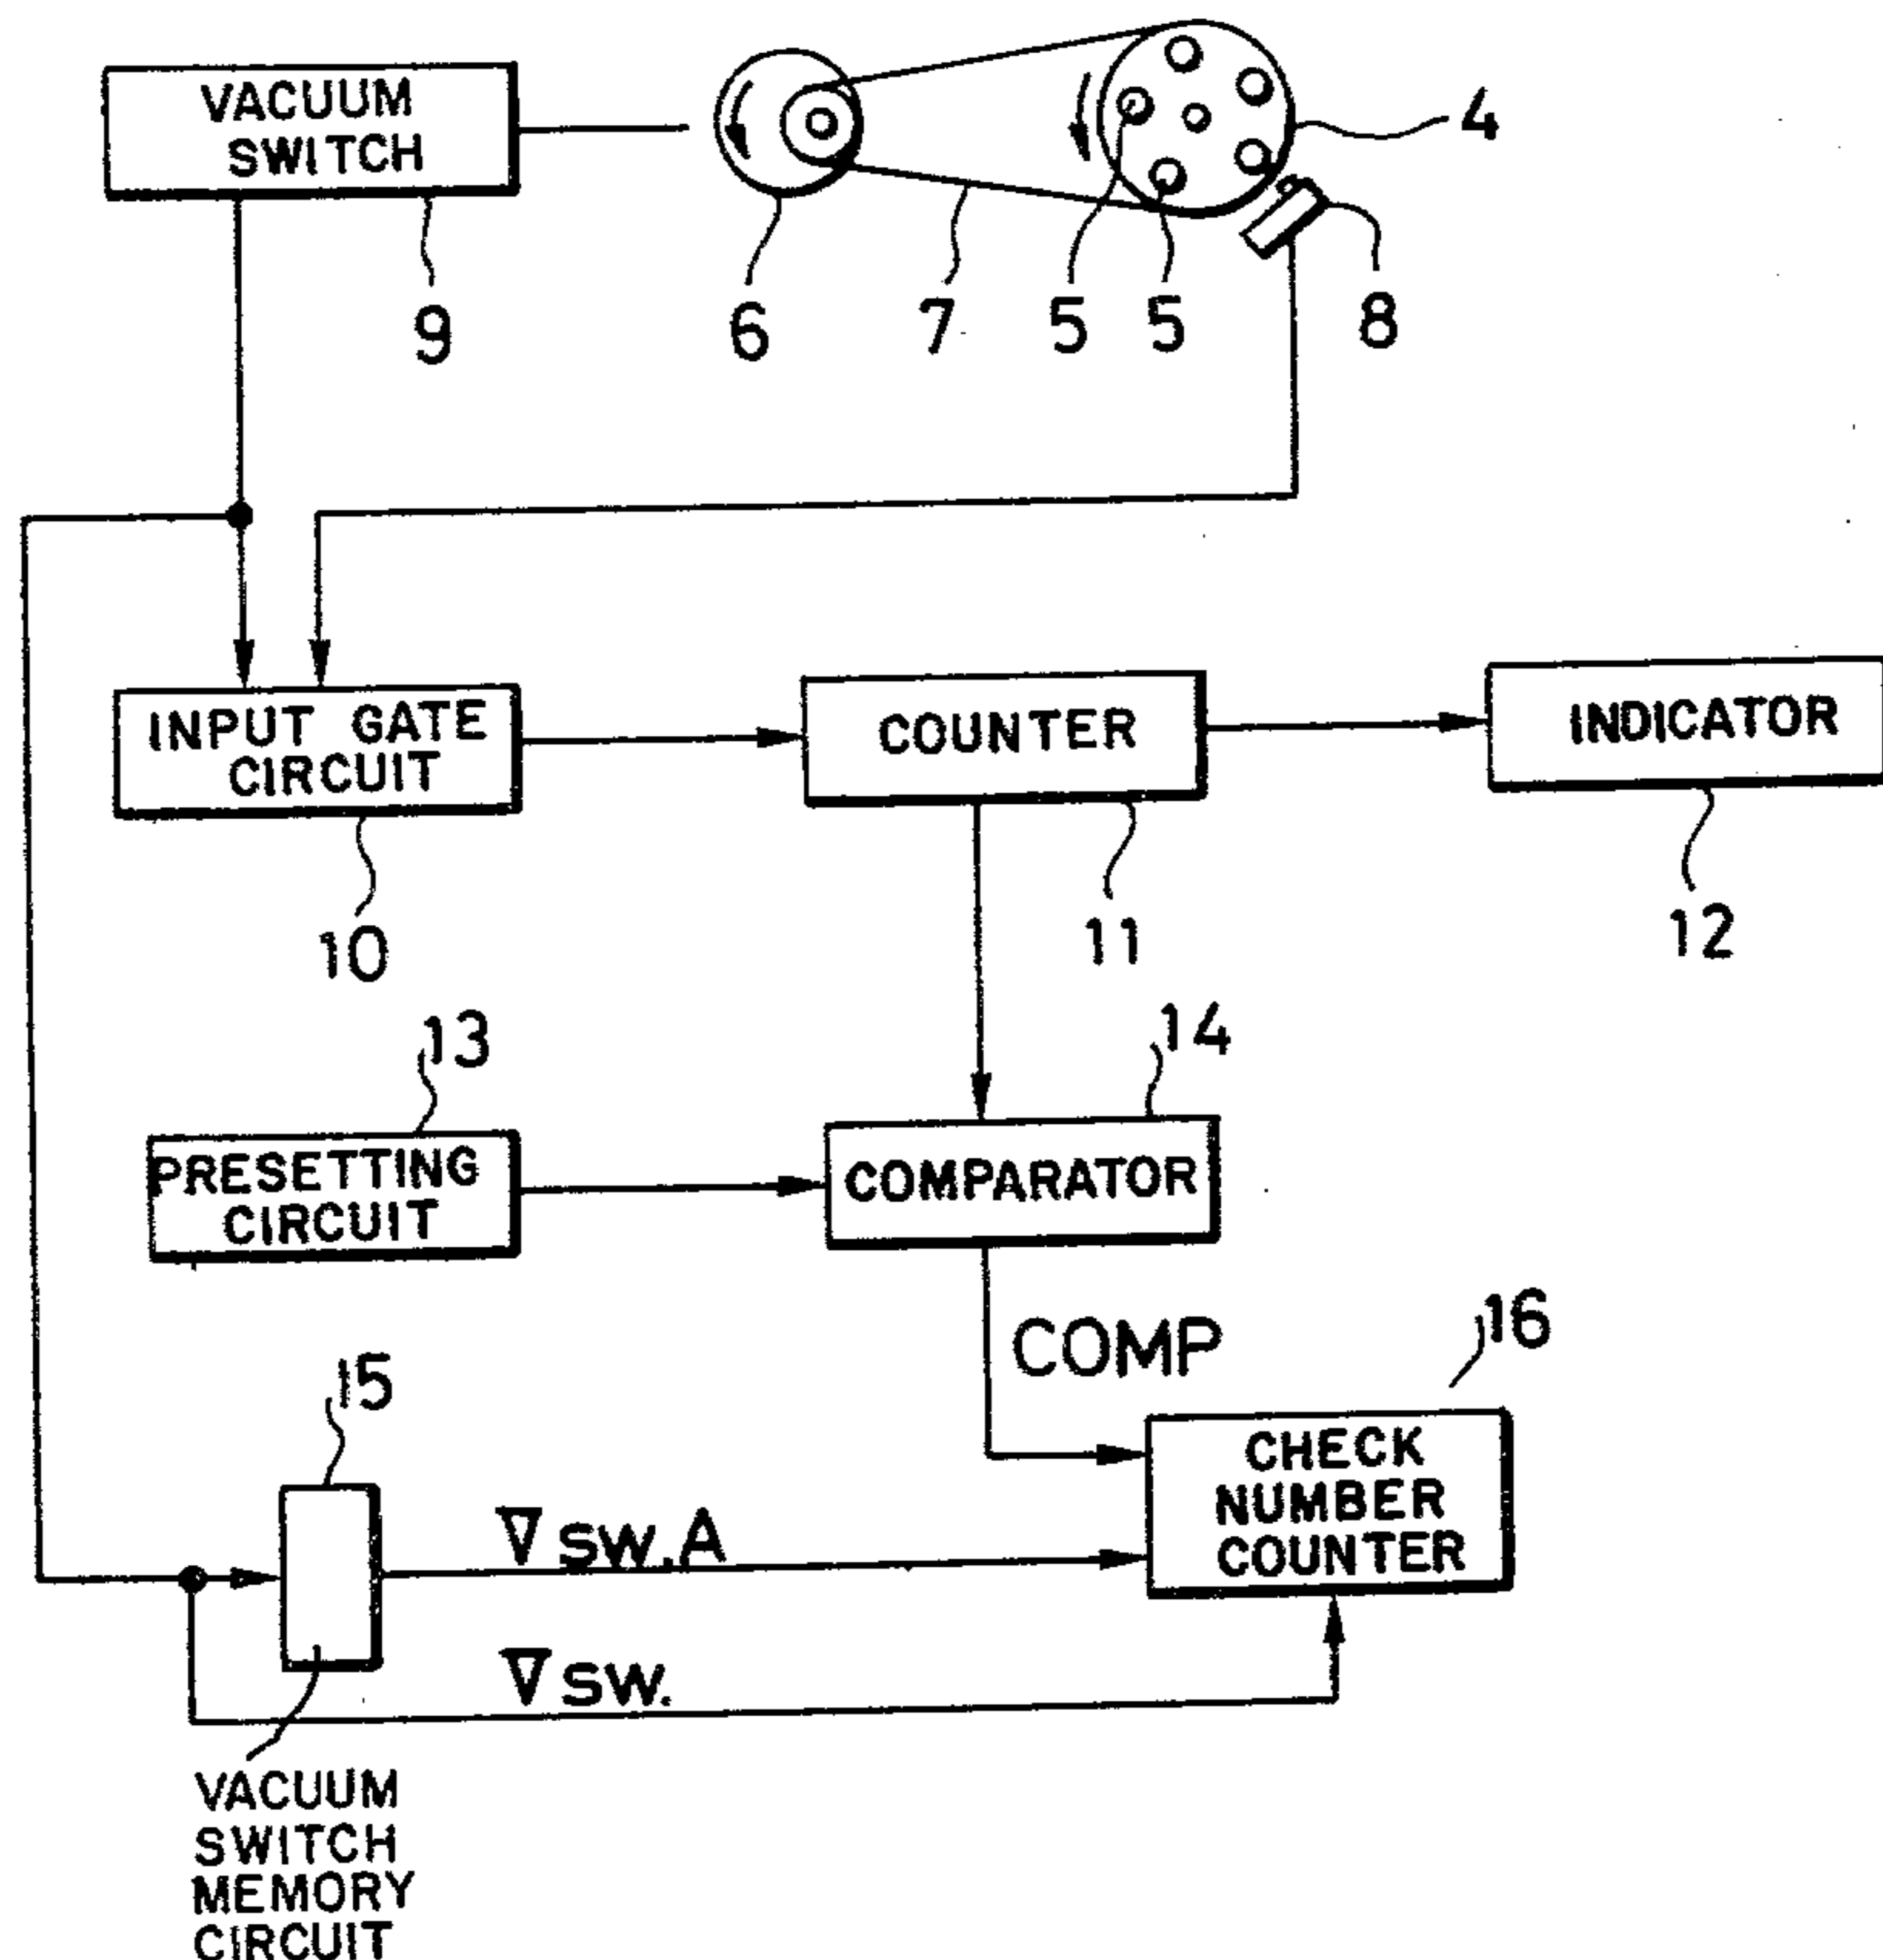 VACUUM
SWITCH
4
9
6
7
5
5
8
INPUT GATE
CIRCUIT
COUNTER
INDICATOR
10
11
12
13
14
PRESETTING
CIRCUIT
COMPARATOR
COMP
16
15
CHECK
NUMBER
COUNTER
V SW.A
V SW.
VACUUM
SWITCH
MEMORY
CIRCUIT